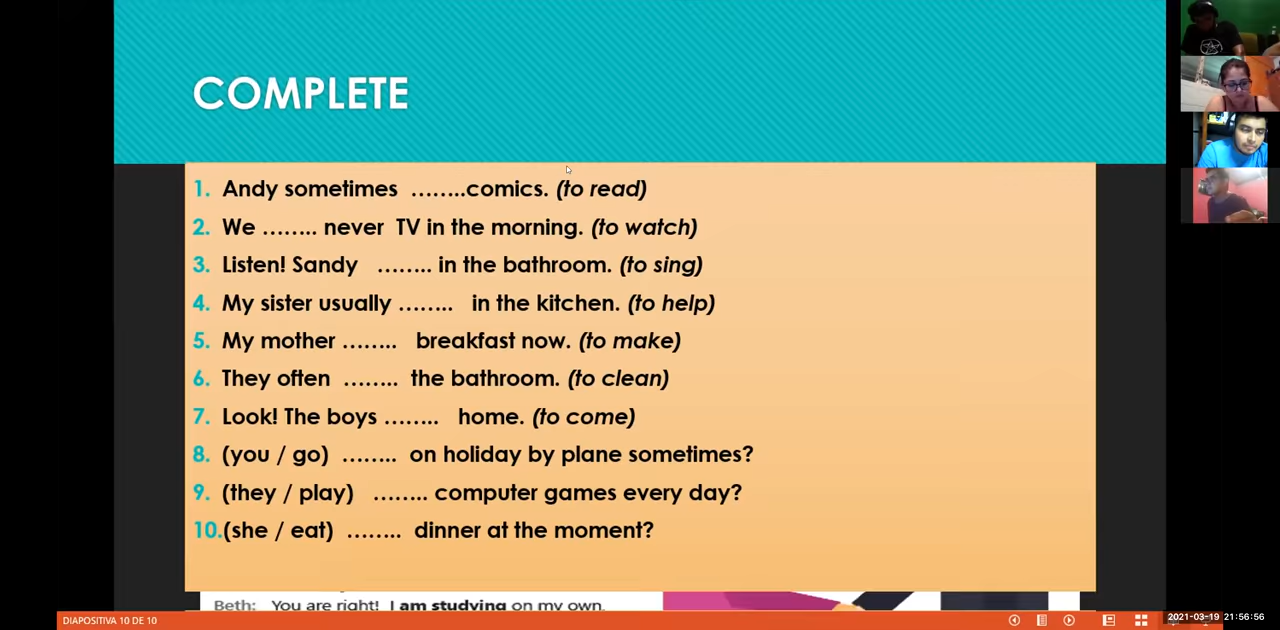 COMPLETE
1. Andy sometimes ……..comics. (to read)
2. We …….. never TV in the morning. (to watch)
3. Listen! Sandy …….. in the bathroom. (to sing)
4. My sister usually …….. in the kitchen. (to help)
5. My mother …….. breakfast now. (to make)
6. They often …….. the bathroom. (to clean)
7. Look! The boys …….. home. (to come)
8. (you / go) …….. on holiday by plane sometimes?
9. (they / play) …….. computer games every day?
10.(she / eat) …….. dinner at the moment?
Beth: You are right! I am studying on my own.
DIAPOSITIVA 10 DE 10
2021-03-19 21:56:56